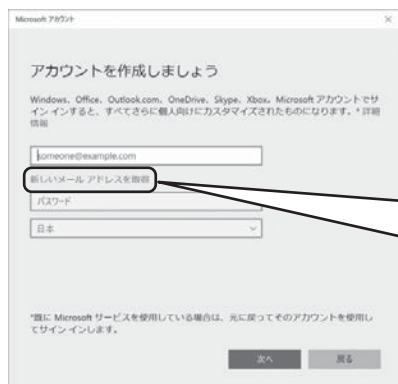 Microsoft アカウント
アカウントを作成しましょう
Windows、Office、Outlook.com、OneDrive、Skype、Xbox。Microsoft アカウントでサ
イン インすると、すべてさらに個人向けにカスタマイズされたものになります。* 詳細
情報
someone@example.com
新しいメール アドレスを取得
パスワード
日本
*既に Microsoft サービスを使用している場合は、元に戻ってそのアカウントを使用し
てサイン インします。
次へ
戻る